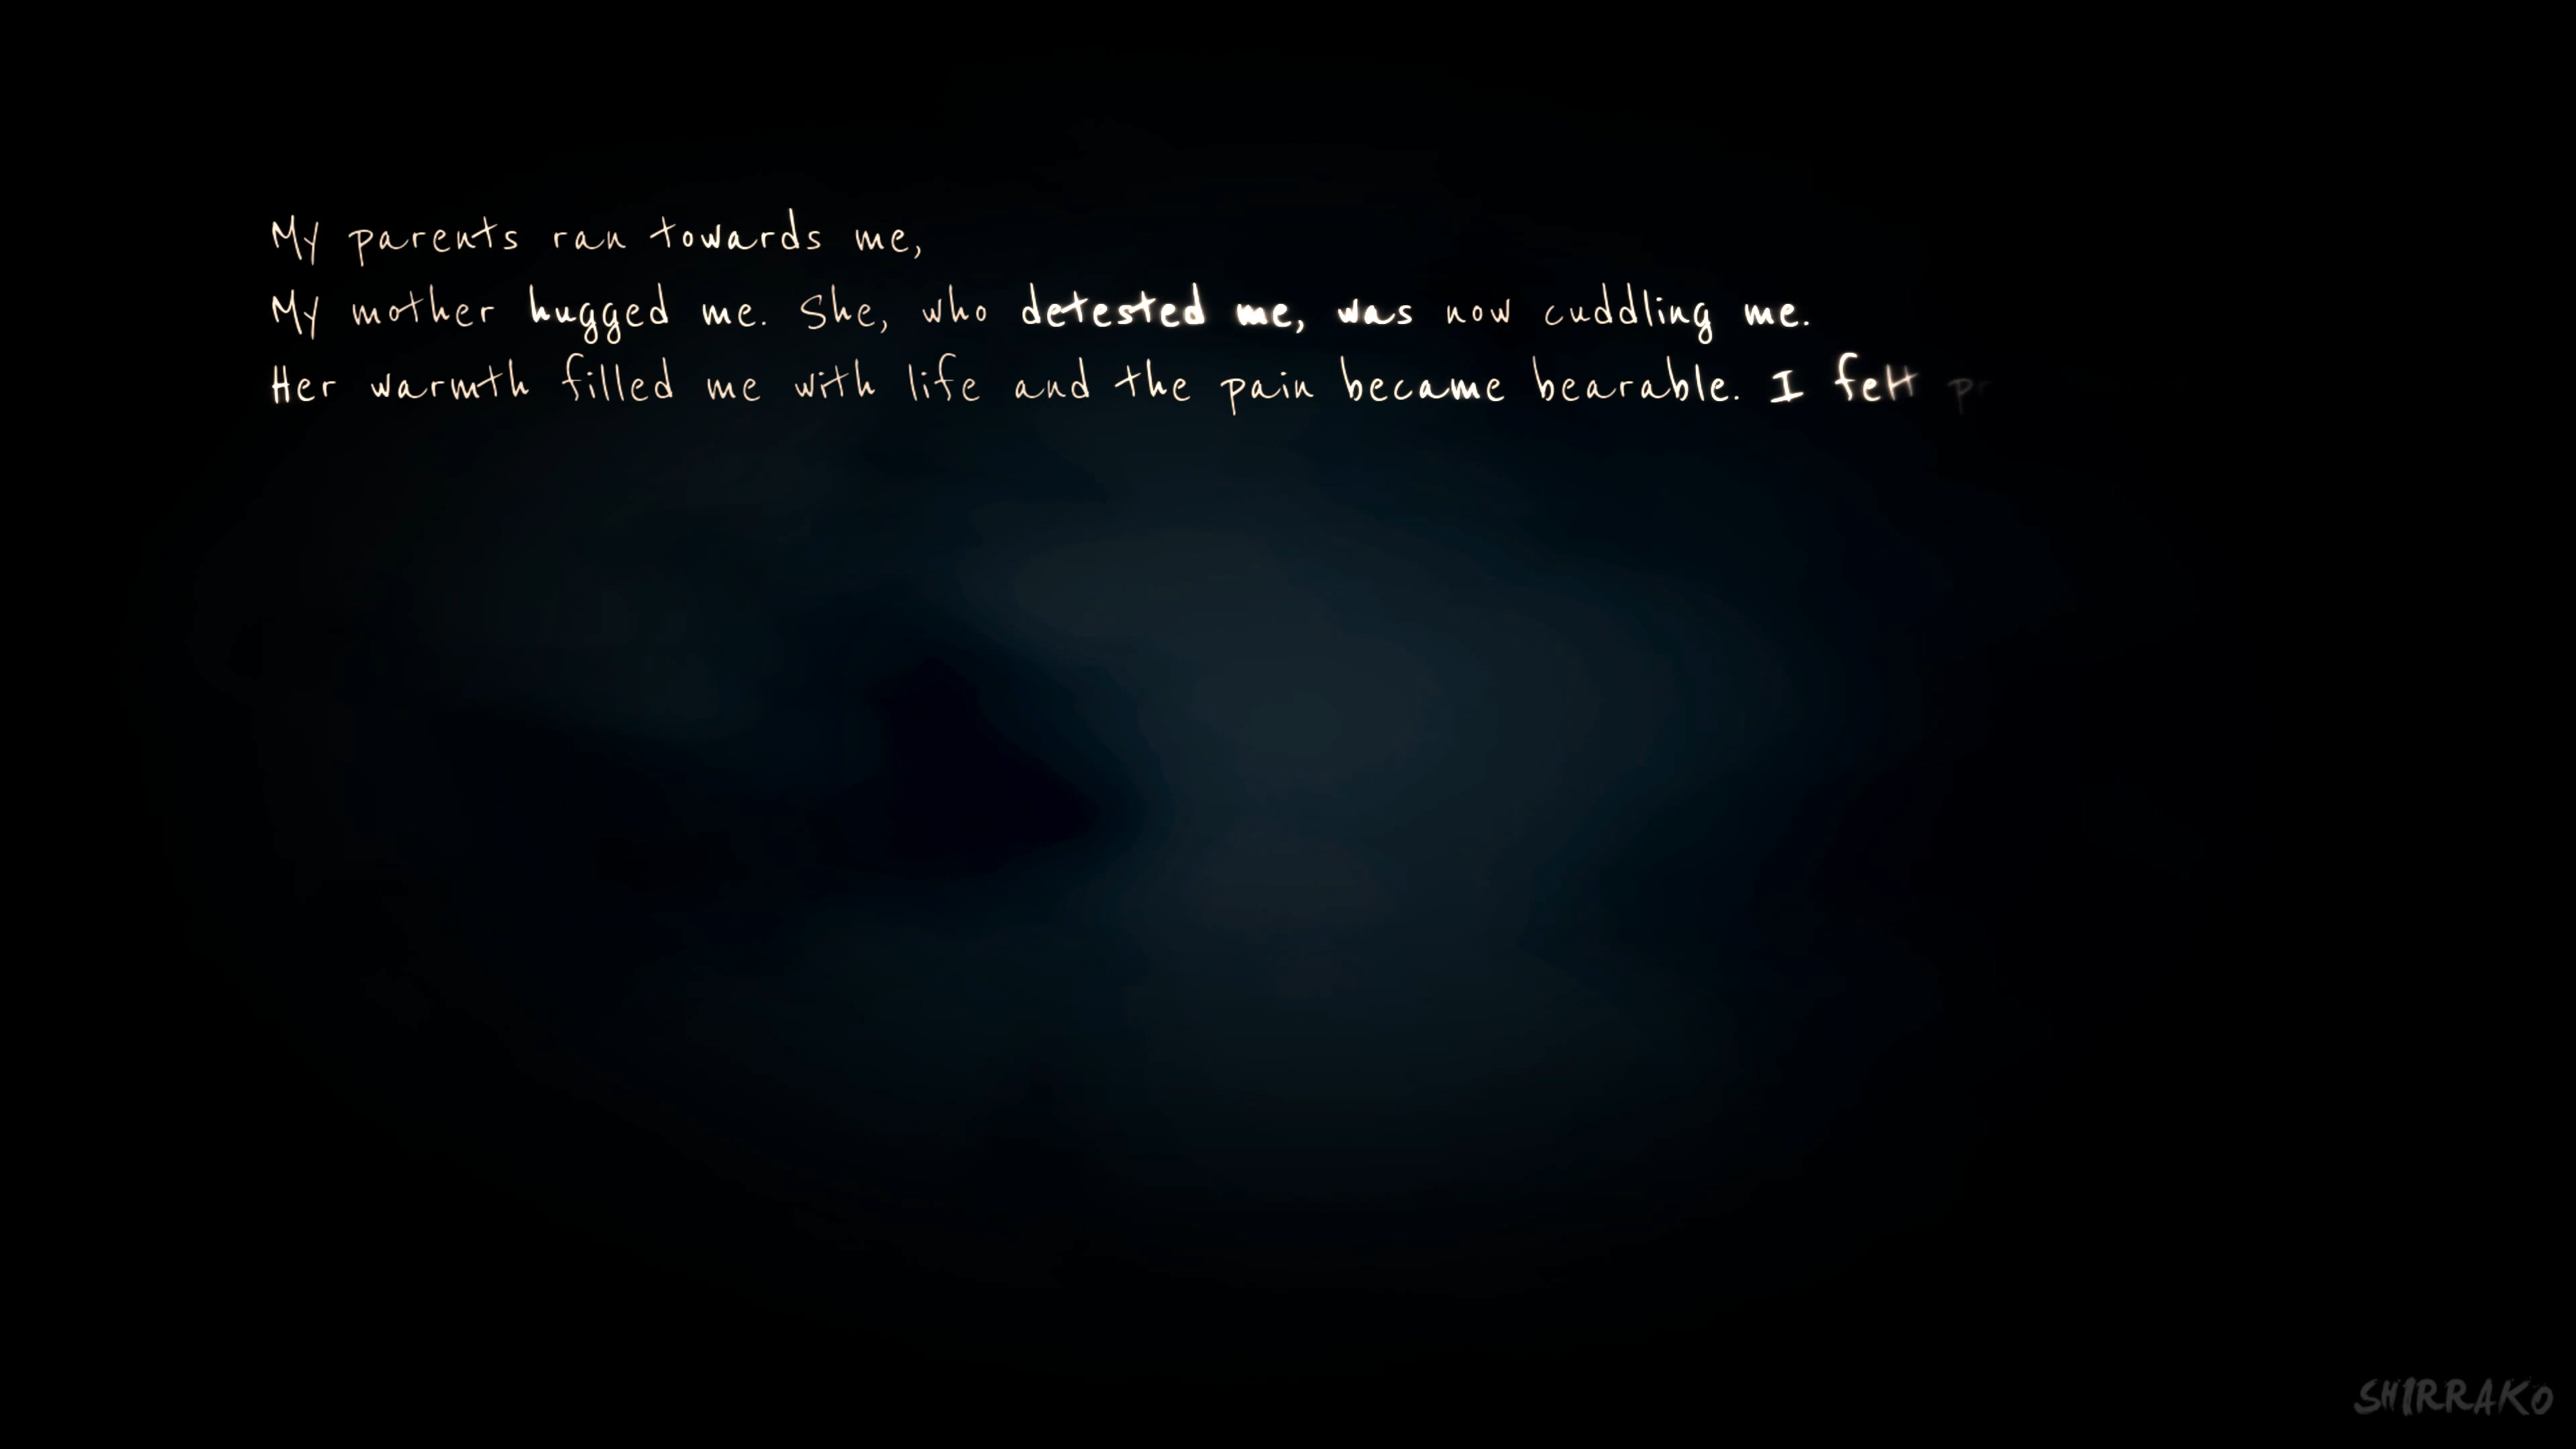 My parents ran towards me,
My mother hugged me. She, who detested me, was now cuddling me.
Her warmth filled me with life and the pain became bearable. I felt
SHIRRAKO